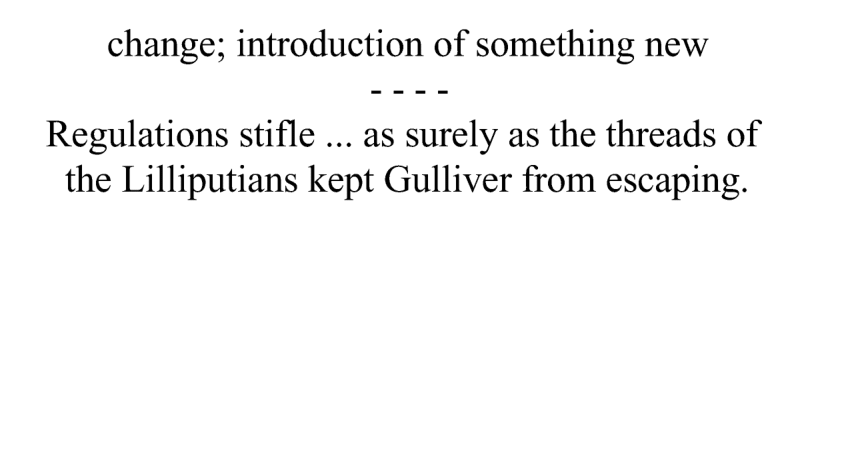 change; introduction of something new
- - - -
Regulations stifle ... as surely as the threads of
the Lilliputians kept Gulliver from escaping.